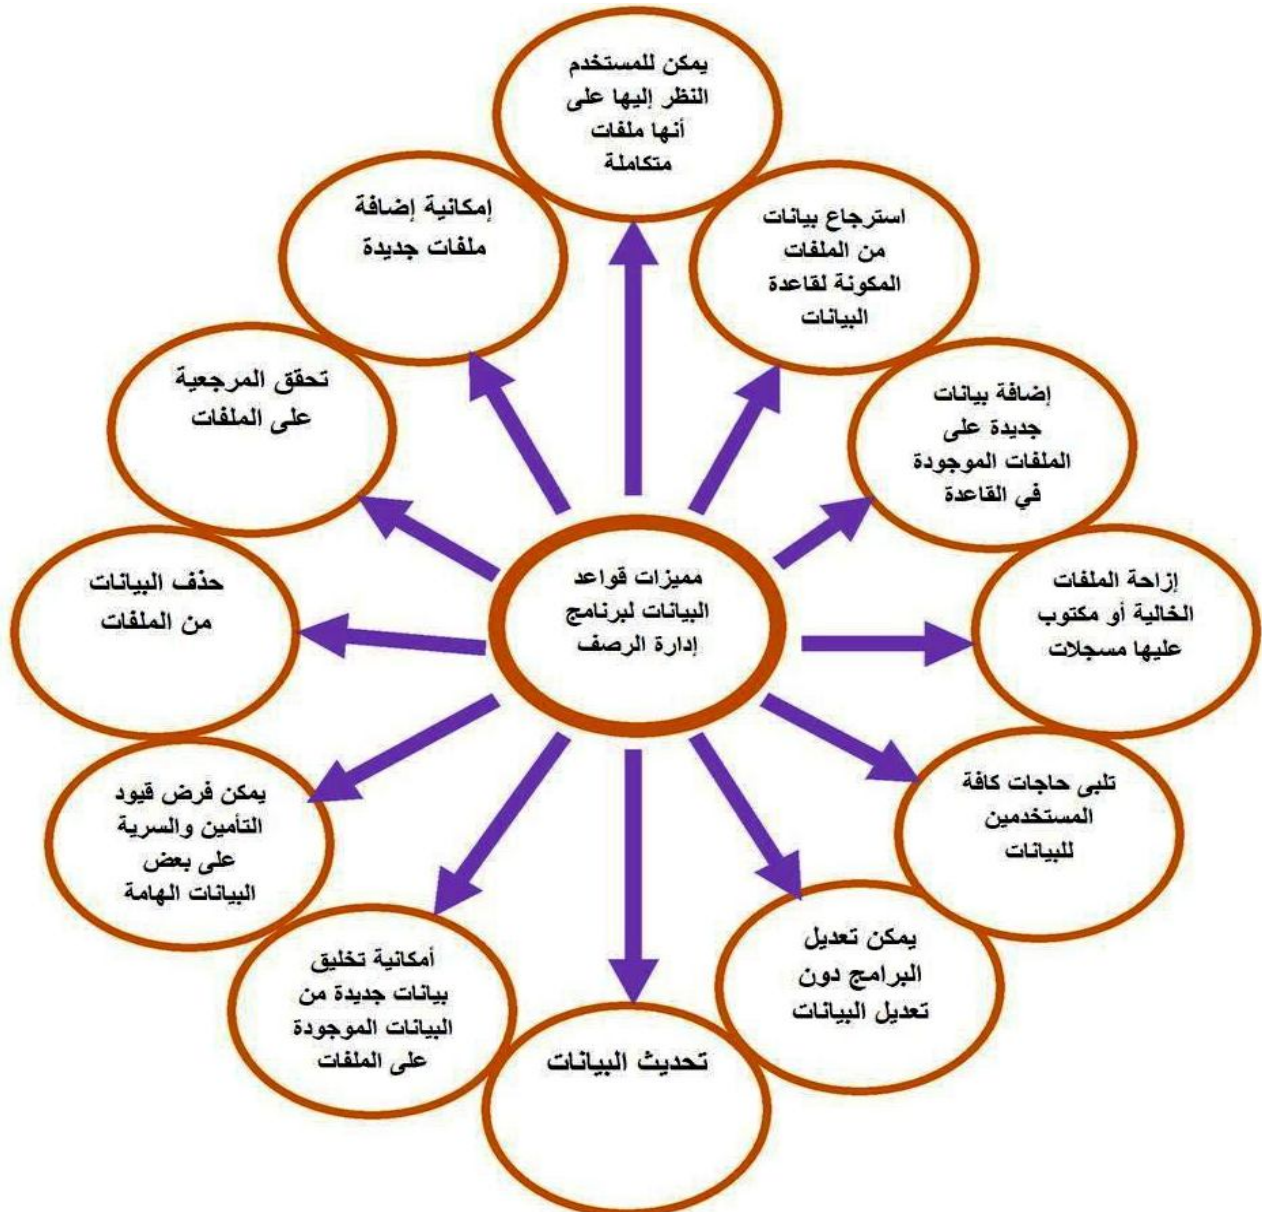 يمكن للمستخدم
النظر إليها على
أنها ملفات
متكاملة
استرجاع بيانات
من الملفات
المكونة لقاعدة
البيانات
إضافة بيانات
جديدة على
الملفات الموجودة
في القاعدة
إزاحة الملفات
الخالية أو مكتوب
عليها مسجلات
تلبى حاجات كافة
المستخدمين
للبيانات
يمكن تعديل
البرامج دون
تعديل البيانات
تحديث البيانات
أمكانية تخليق
بيانات جديدة من
البيانات الموجودة
على الملفات
يمكن فرض قيود
التأمين والسرية
على بعض
البيانات الهامة
حذف البيانات
من الملفات
تحقق المرجعية
على الملفات
إمكانية إضافة
ملفات جديدة
مميزات قواعد
البيانات لبرنامج
إدارة الرصف